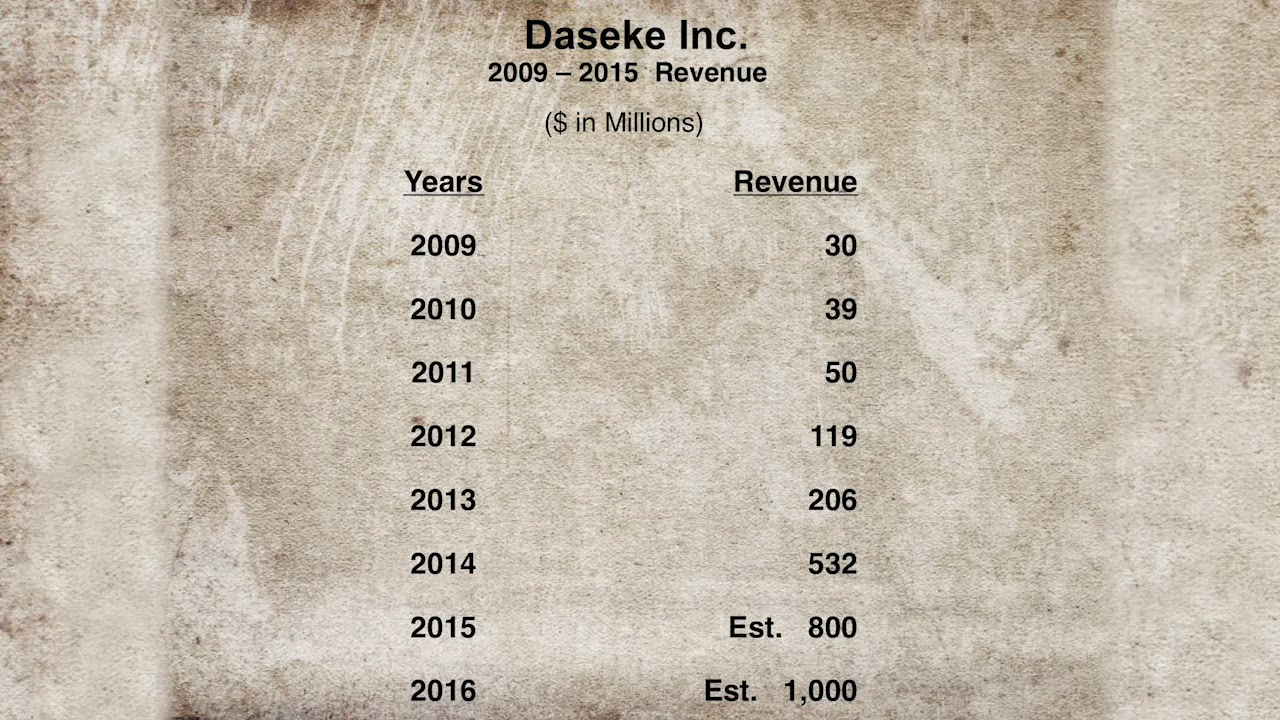 Daseke Inc.
2009 – 2015 Revenue
($ in Millions)
Years Revenue
2009 30
2010 39
2011 50
2012 119
2013 206
2014 532
2015 Est. 800
2016 Est. 1,000